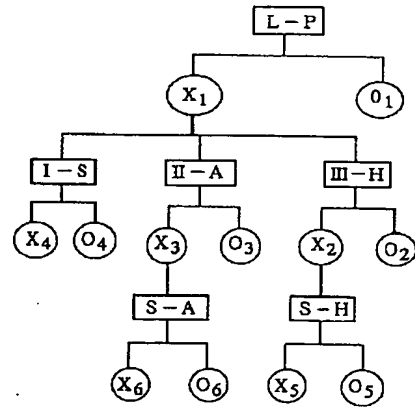 L – P
X1 O1
I – S II – A III – H
X4 O4 X3 O3 X2 O2
S – A S – H
X6 O6 X5 O5